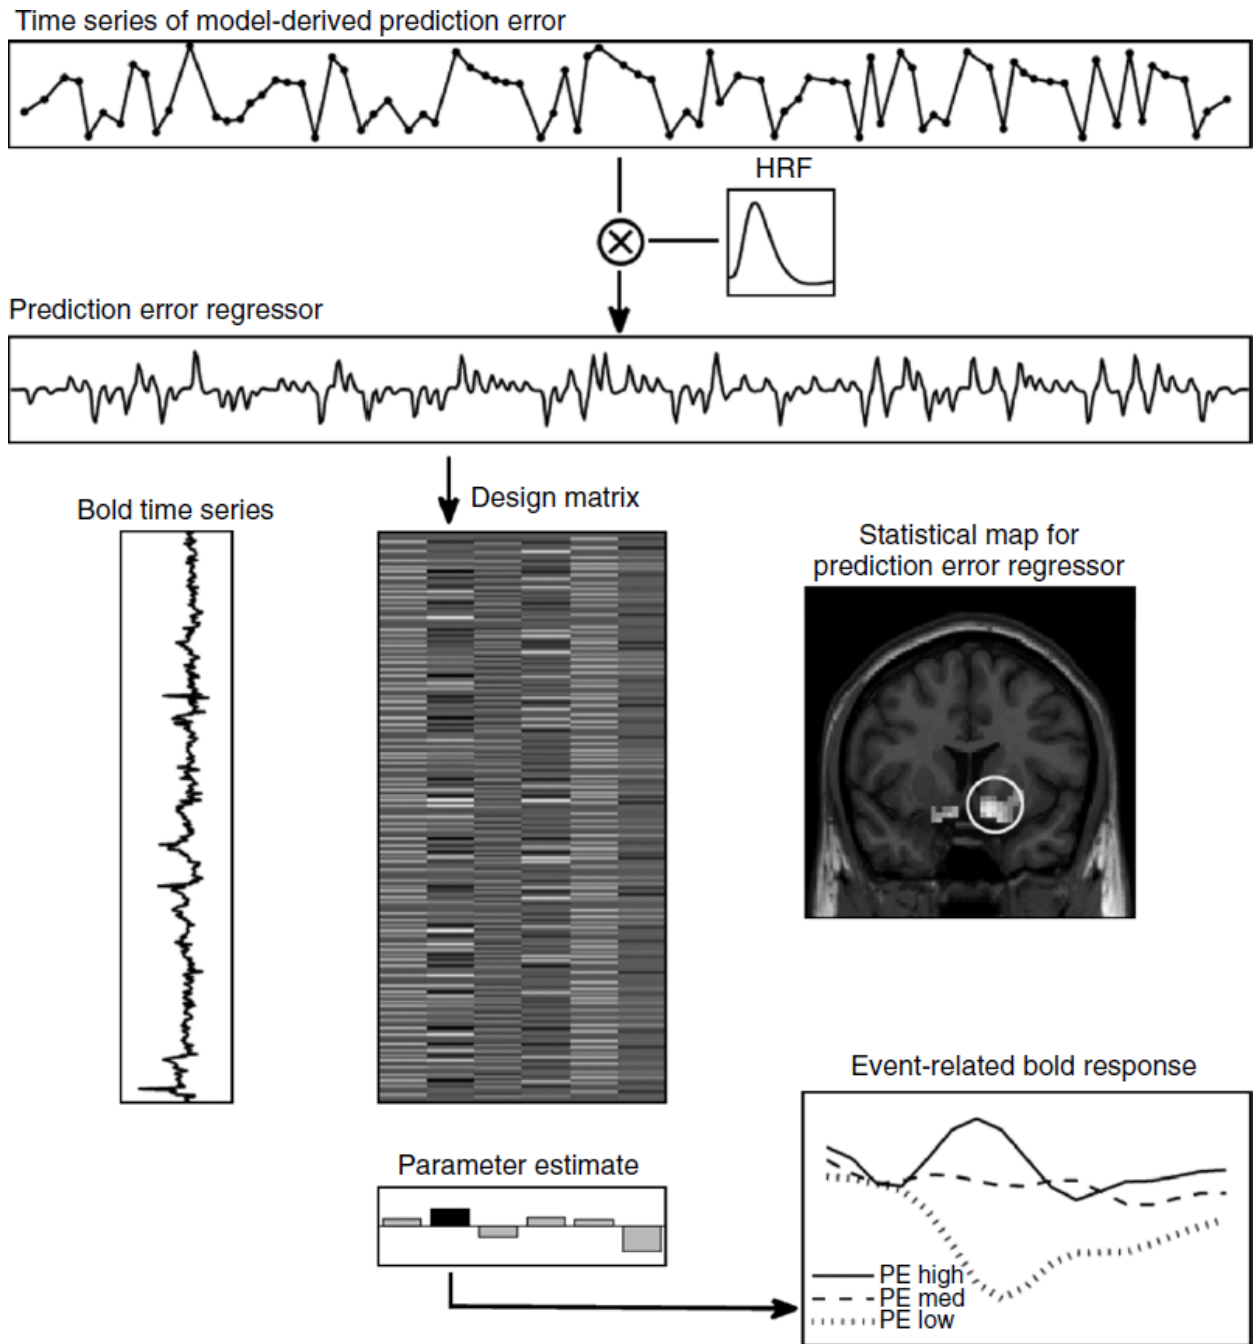 Time series of model-derived prediction error
HRF
Prediction error regressor
Design matrix
Bold time series
Statistical map for
prediction error regressor
Event-related bold response
Parameter estimate
PE high
PE med
PE low